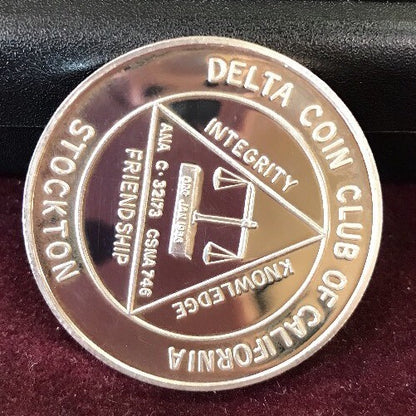 DELTA COIN CLUB OF CALIFORNIA
STOCKTON
INTEGRITY
KNOWLEDGE
FRIENDSHIP
ANA C-32173 CSNA 746